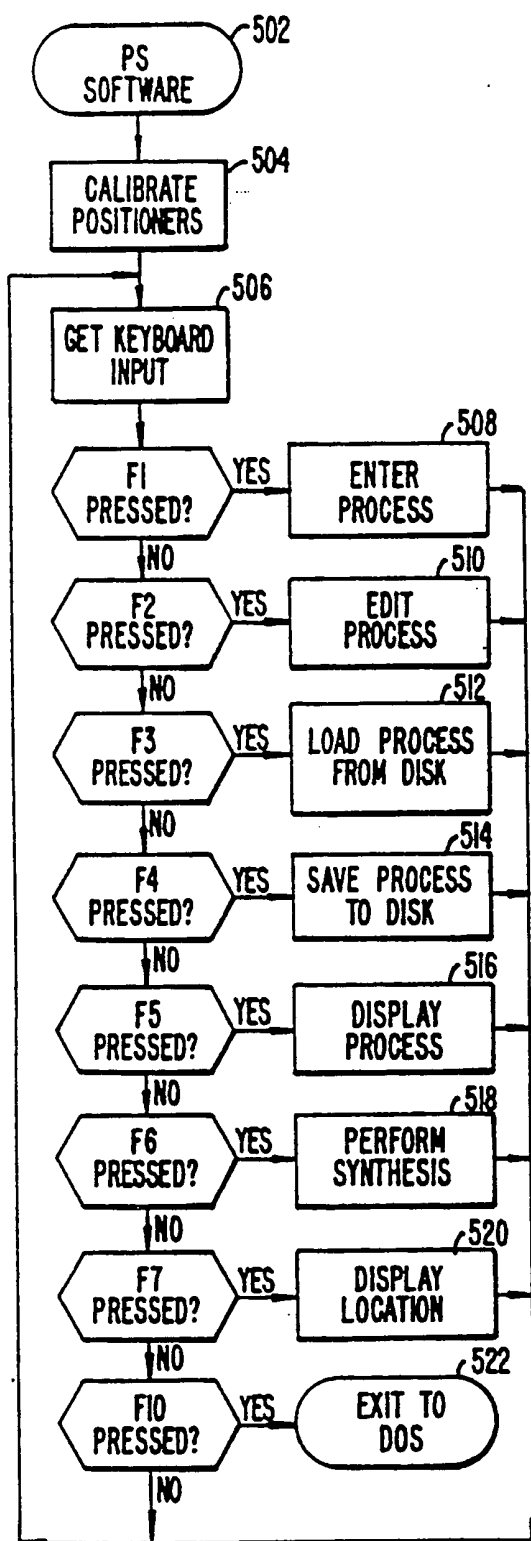 502
PS
SOFTWARE
504
CALIBRATE
POSITIONERS
506
GET KEYBOARD
INPUT
508
F1
PRESSED?
YES
ENTER
PROCESS
NO
510
F2
PRESSED?
YES
EDIT
PROCESS
NO
512
F3
PRESSED?
YES
LOAD PROCESS
FROM DISK
NO
514
F4
PRESSED?
YES
SAVE PROCESS
TO DISK
NO
516
F5
PRESSED?
YES
DISPLAY
PROCESS
NO
518
F6
PRESSED?
YES
PERFORM
SYNTHESIS
NO
520
F7
PRESSED?
YES
DISPLAY
LOCATION
NO
522
F10
PRESSED?
YES
EXIT TO
DOS
NO